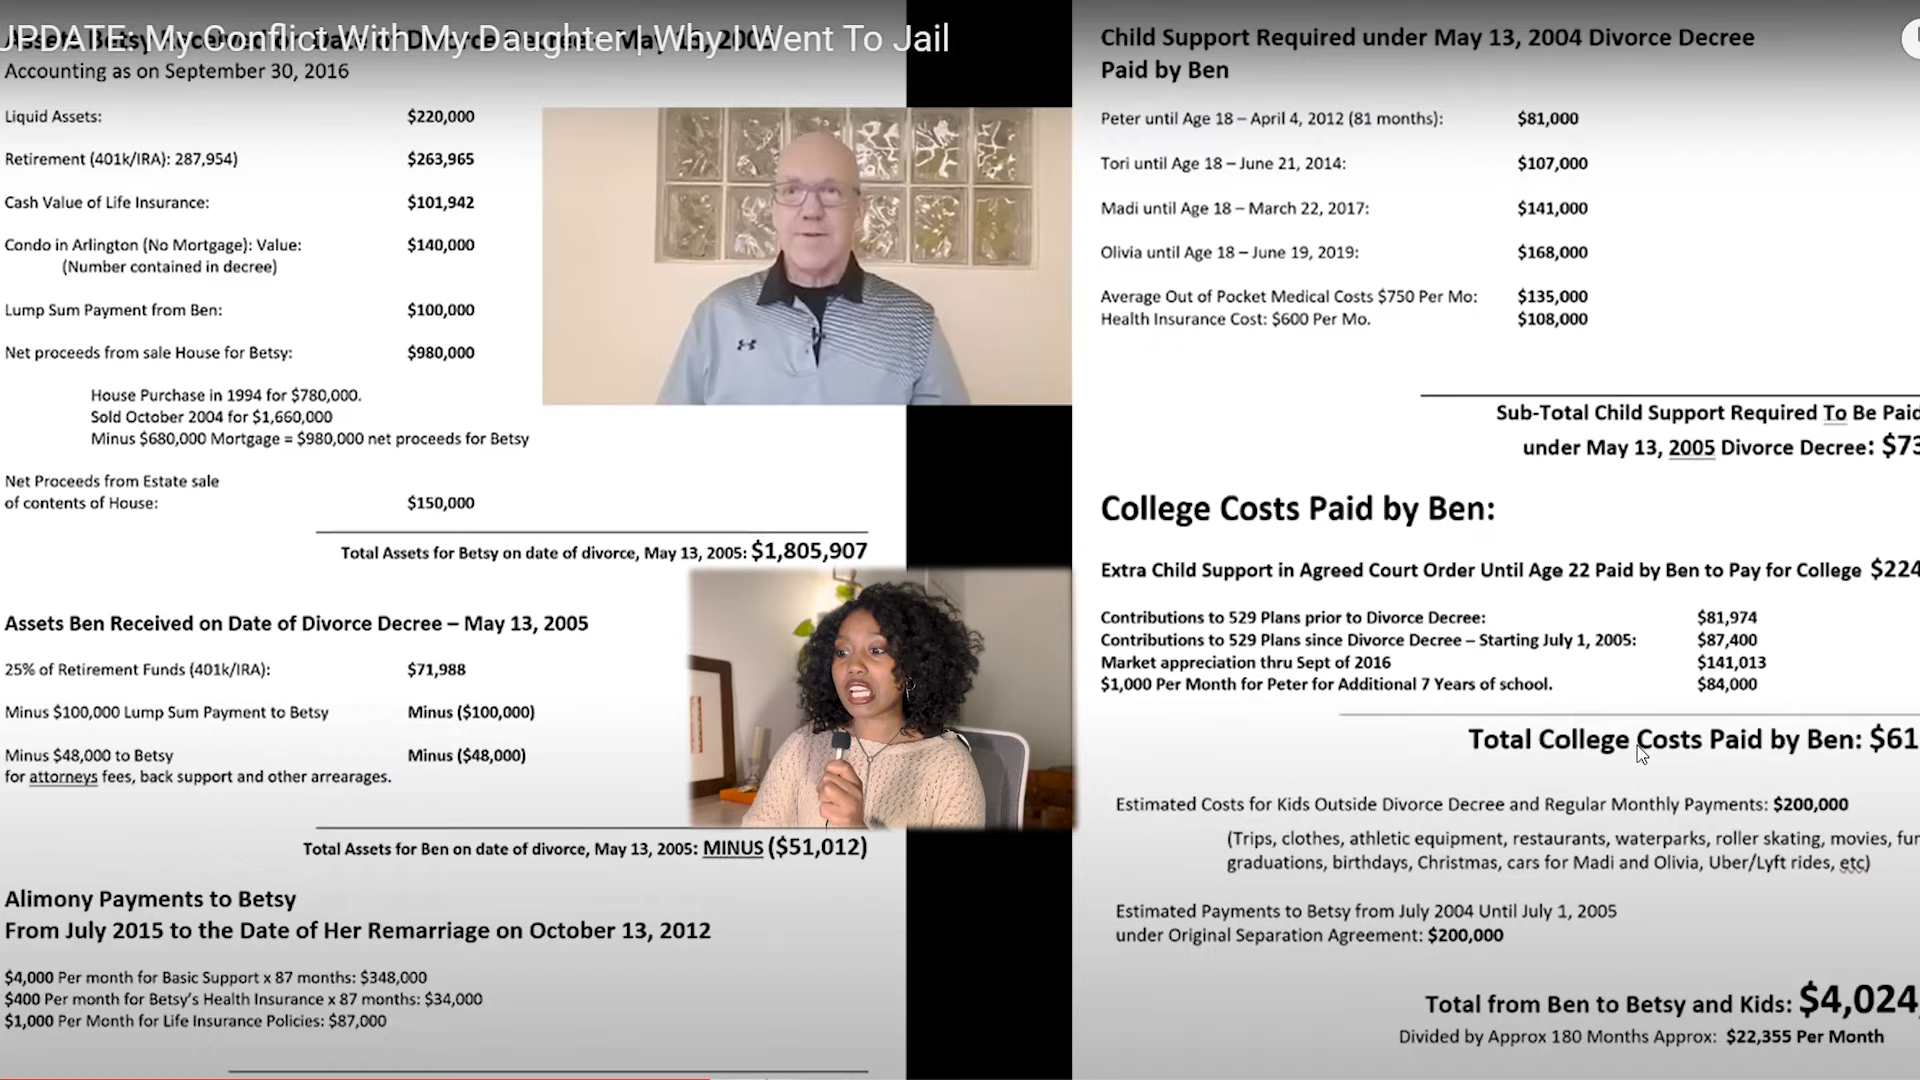 UPDATE: My Conflict With My Daughter | Why I Went To Jail
Assets Betsy Received on Date of Divorce Decree – May 13, 200
Accounting as on September 30, 2016
Liquid Assets: $220,000
Retirement (401k/IRA): 287,954) $263,965
Cash Value of Life Insurance: $101,942
Condo in Arlington (No Mortgage): Value: $140,000
(Number contained in decree)
Lump Sum Payment from Ben: $100,000
Net proceeds from sale House for Betsy: $980,000
House Purchase in 1994 for $780,000.
Sold October 2004 for $1,660,000
Minus $680,000 Mortgage = $980,000 net proceeds for Betsy
Net Proceeds from Estate sale
of contents of House: $150,000
Total Assets for Betsy on date of divorce, May 13, 2005: $1,805,907
Assets Ben Received on Date of Divorce Decree – May 13, 2005
25% of Retirement Funds (401k/IRA): $71,988
Minus $100,000 Lump Sum Payment to Betsy Minus ($100,000)
Minus $48,000 to Betsy Minus ($48,000)
for attorneys fees, back support and other arrearages.
Total Assets for Ben on date of divorce, May 13, 2005: MINUS ($51,012)
Alimony Payments to Betsy
From July 2015 to the Date of Her Remarriage on October 13, 2012
$4,000 Per month for Basic Support x 87 months: $348,000
$400 Per month for Betsy's Health Insurance x 87 months: $34,000
$1,000 Per Month for Life Insurance Policies: $87,000
Child Support Required under May 13, 2004 Divorce Decree
Paid by Ben
Peter until Age 18 – April 4, 2012 (81 months): $81,000
Tori until Age 18 – June 21, 2014: $107,000
Madi until Age 18 – March 22, 2017: $141,000
Olivia until Age 18 – June 19, 2019: $168,000
Average Out of Pocket Medical Costs $750 Per Mo: $135,000
Health Insurance Cost: $600 Per Mo. $108,000
Sub-Total Child Support Required To Be Paid
under May 13, 2005 Divorce Decree: $73
College Costs Paid by Ben:
Extra Child Support in Agreed Court Order Until Age 22 Paid by Ben to Pay for College $224
Contributions to 529 Plans prior to Divorce Decree: $81,974
Contributions to 529 Plans since Divorce Decree – Starting July 1, 2005: $87,400
Market appreciation thru Sept of 2016 $141,013
$1,000 Per Month for Peter for Additional 7 Years of school. $84,000
Total College Costs Paid by Ben: $61
Estimated Costs for Kids Outside Divorce Decree and Regular Monthly Payments: $200,000
(Trips, clothes, athletic equipment, restaurants, waterparks, roller skating, movies, fun
graduations, birthdays, Christmas, cars for Madi and Olivia, Uber/Lyft rides, etc)
Estimated Payments to Betsy from July 2004 Until July 1, 2005
under Original Separation Agreement: $200,000
Total from Ben to Betsy and Kids: $4,024,
Divided by Approx 180 Months Approx: $22,355 Per Month